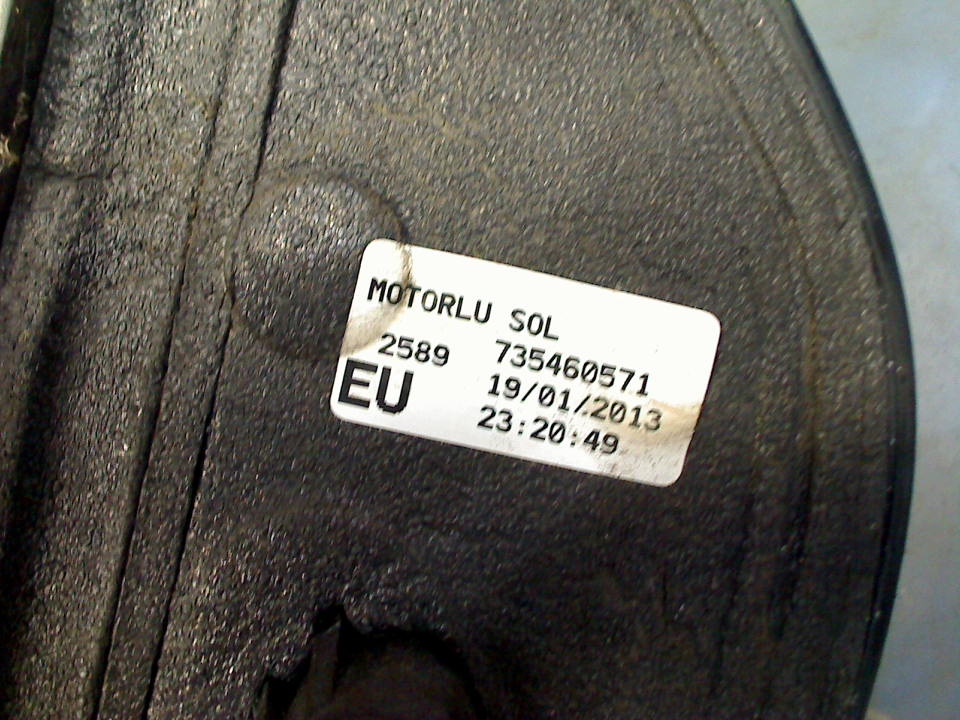 MOTORLU SOL
2589 735460571
EU 19/01/2013
23:20:49